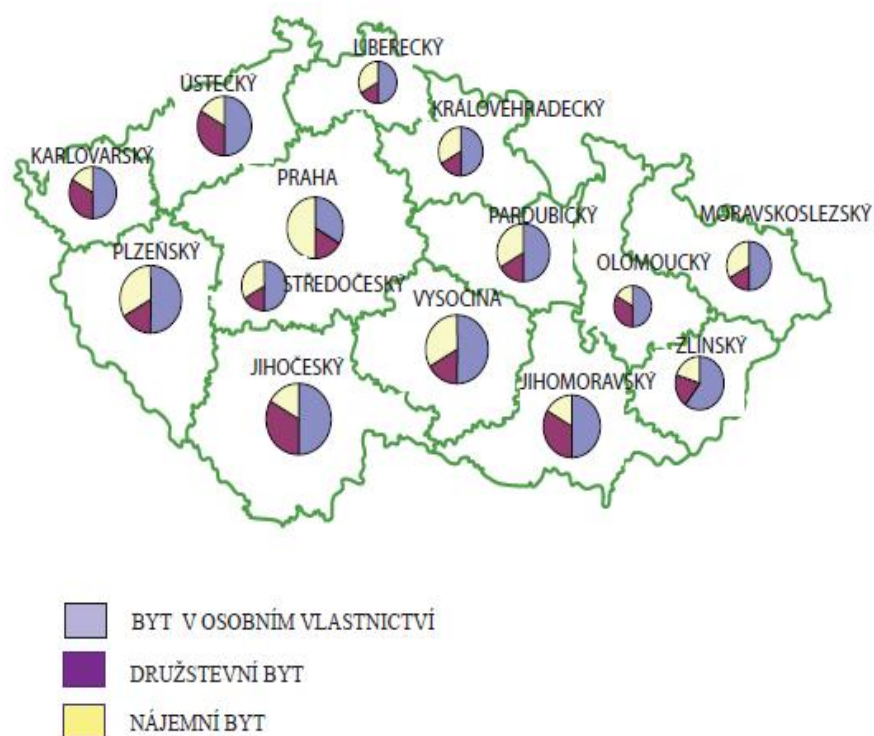 LIBERECKÝ
ÚSTECKÝ
KRÁLOVÉHRADECKÝ
KARLOVARSKÝ
PRAHA
PARDUBICKÝ
MORAVSKOSLEZSKÝ
PLZEŇSKÝ
OLOMOUCKÝ
STŘEDOČESKÝ
VYSOČINA
ZLÍNSKÝ
JIHOČESKÝ
JIHOMORAVSKÝ
BYT V OSOBNÍM VLASTNICTVÍ
DRUŽSTEVNÍ BYT
NÁJEMNÍ BYT